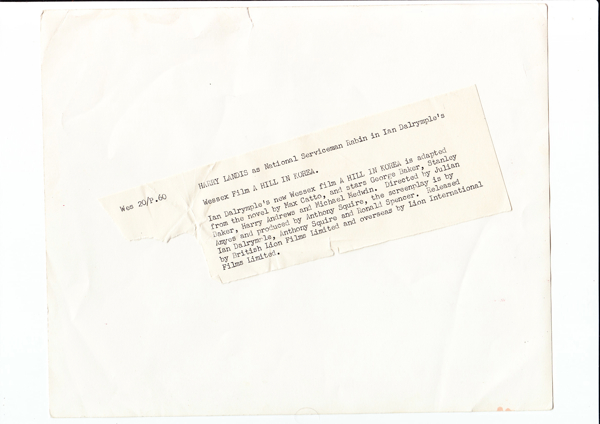 HARRY LANDIS as National Serviceman Rabin in Ian Dalrymple's
Wessex Film A HILL IN KOREA.
Wes 20/P.60
Ian Dalrymple's new Wessex film A HILL IN KOREA is adapted
from the novel by Max Catto, and stars George Baker, Stanley
Baker, Harry Andrews and Michael Medwin. Directed by Julian
Amyes and produced by Anthony Squire, the screenplay is by
Ian Dalrymple, Anthony Squire and Ronald Spencer. Released
by British Lion Films Limited and overseas by Lion International
Films Limited.